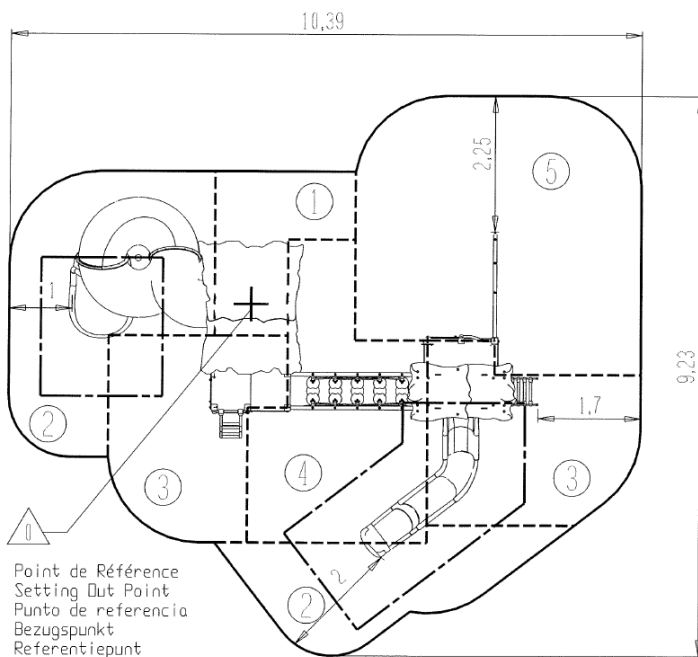 10,39
2,25
5
1
1
9,23
2
1,7
3
4
3
0
2
2
Point de Référence
Setting Out Point
Punto de referencia
Bezugspunkt
Referentiepunt